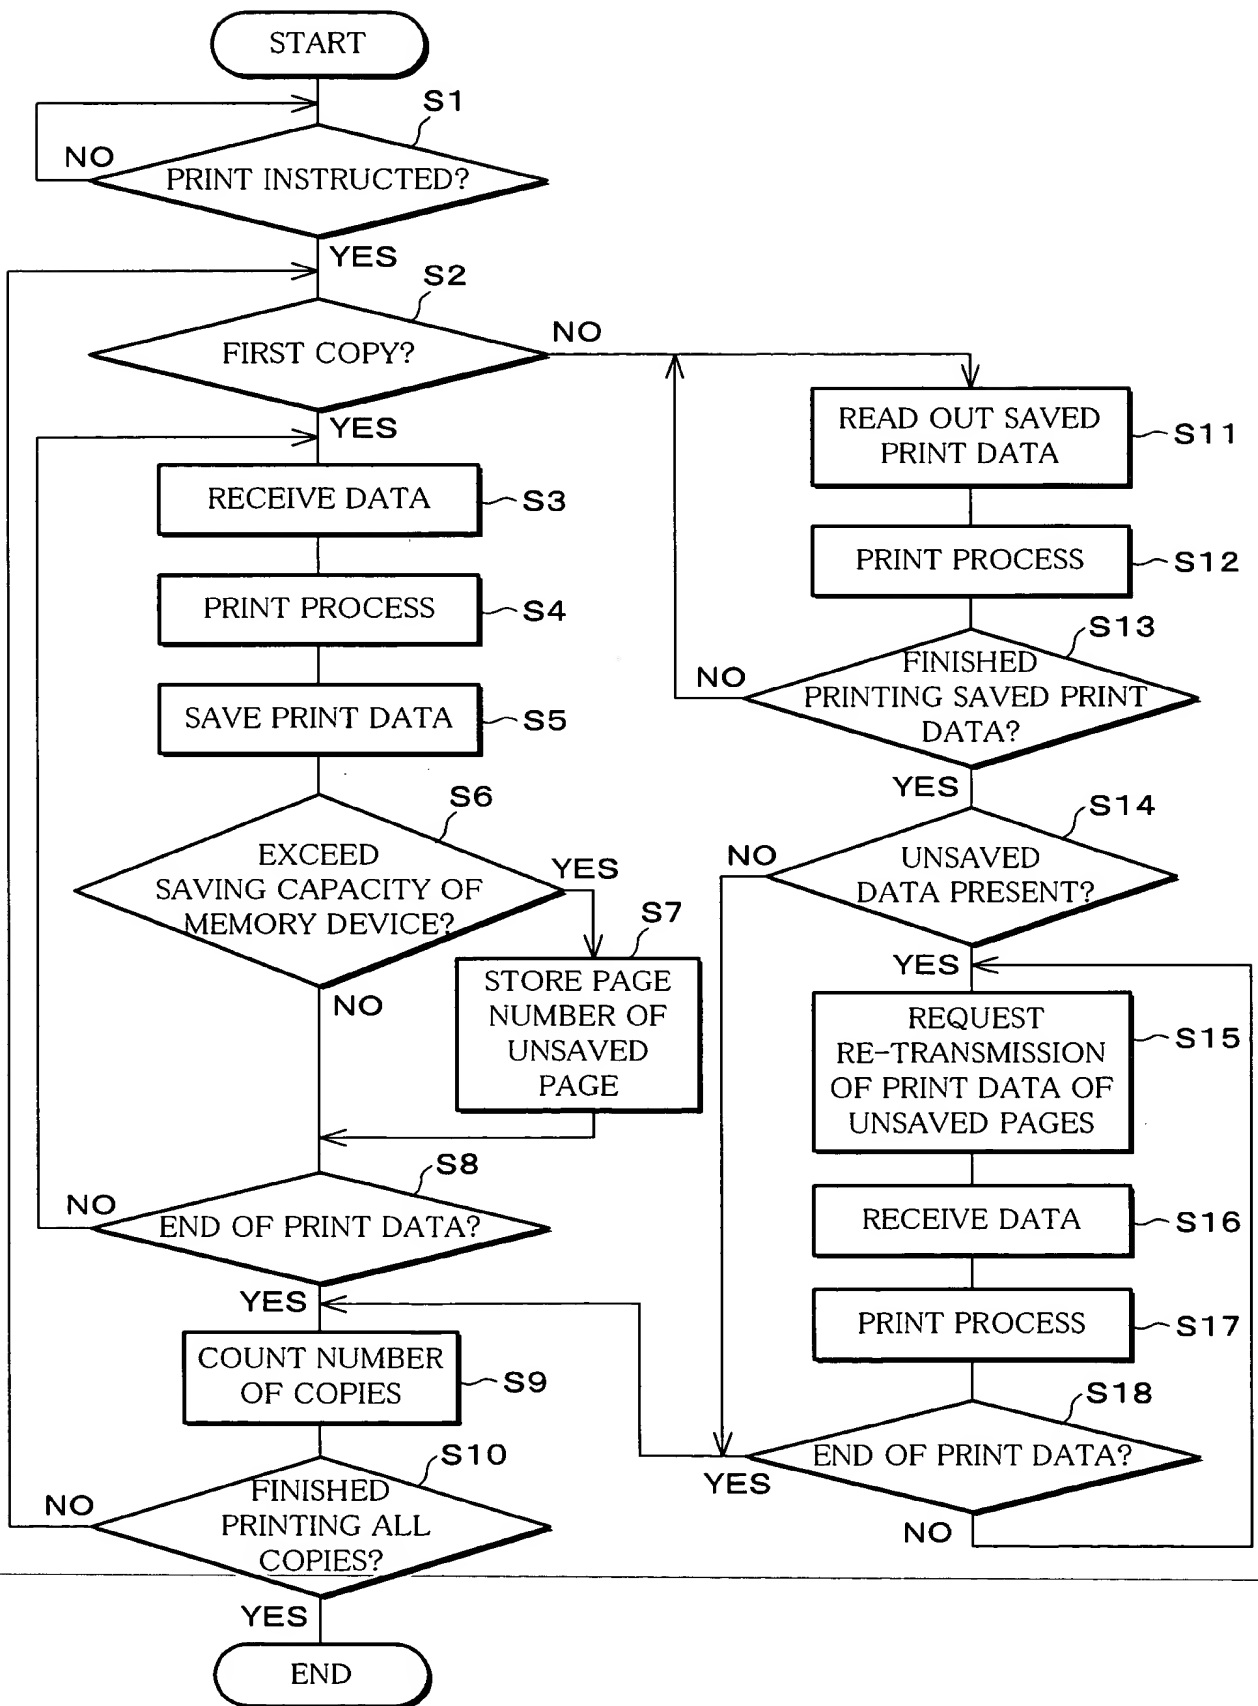 START
S1
NO
PRINT INSTRUCTED?
YES
S2
NO
FIRST COPY?
YES
RECEIVE DATA
S3
PRINT PROCESS
S4
SAVE PRINT DATA
S5
S6
EXCEED
SAVING CAPACITY OF
MEMORY DEVICE?
YES
S7
NO
STORE PAGE
NUMBER OF
UNSAVED
PAGE
S8
NO
END OF PRINT DATA?
YES
COUNT NUMBER
OF COPIES
S9
S10
NO
FINISHED
PRINTING ALL
COPIES?
YES
END
READ OUT SAVED
PRINT DATA
S11
PRINT PROCESS
S12
S13
NO
FINISHED
PRINTING SAVED PRINT
DATA?
YES
S14
NO
UNSAVED
DATA PRESENT?
YES
REQUEST
RE-TRANSMISSION
OF PRINT DATA OF
UNSAVED PAGES
S15
RECEIVE DATA
S16
PRINT PROCESS
S17
S18
END OF PRINT DATA?
YES
NO